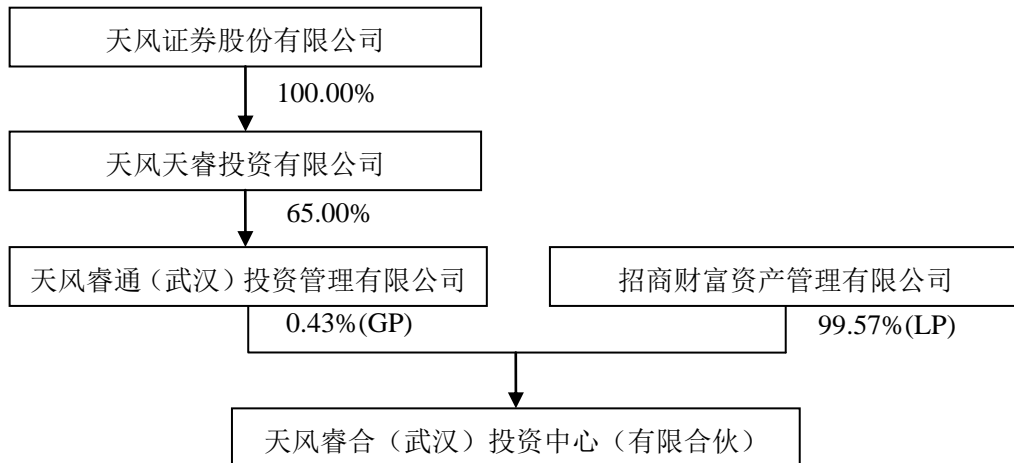 天风证券股份有限公司
100.00%
天风天睿投资有限公司
65.00%
天风睿通（武汉）投资管理有限公司
招商财富资产管理有限公司
0.43%(GP)
99.57%(LP)
天风睿合（武汉）投资中心（有限合伙）